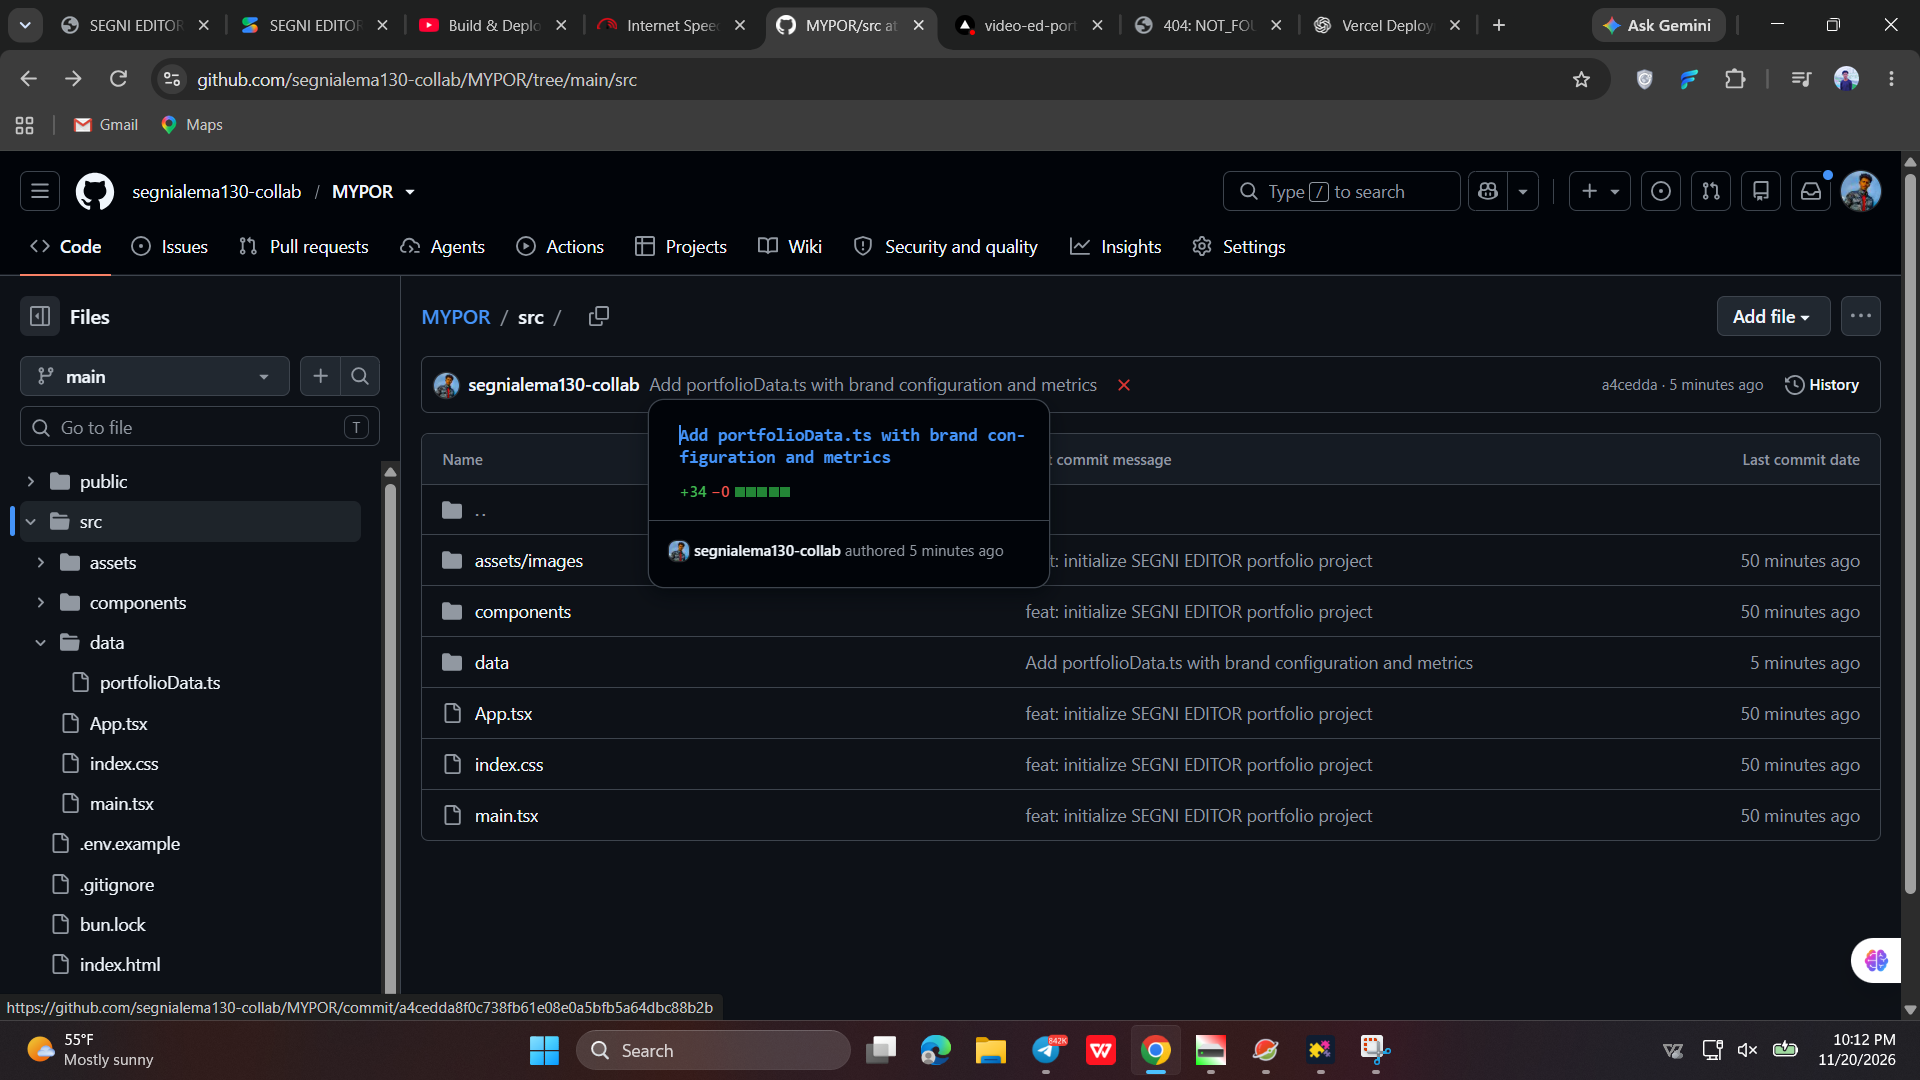 SEGNI EDITOR
SEGNI EDITOR
Build & Deplo
Internet Speed
MYPOR/src at
video-ed-port
404: NOT_FOU
Vercel Deploy
Ask Gemini
github.com/segnialema130-collab/MYPOR/tree/main/src
Gmail
Maps
segnialema130-collab / MYPOR
Type / to search
Code
Issues
Pull requests
Agents
Actions
Projects
Wiki
Security and quality
Insights
Settings
Files
MYPOR / src /
Add file
main
segnialema130-collab Add portfolioData.ts with brand configuration and metrics
a4cedda · 5 minutes ago
History
Go to file
T
Add portfolioData.ts with brand con-
figuration and metrics
+34 −0
segnialema130-collab authored 5 minutes ago
Name
commit message
Last commit date
..
assets/images
t: initialize SEGNI EDITOR portfolio project
50 minutes ago
components
feat: initialize SEGNI EDITOR portfolio project
50 minutes ago
data
Add portfolioData.ts with brand configuration and metrics
5 minutes ago
App.tsx
feat: initialize SEGNI EDITOR portfolio project
50 minutes ago
index.css
feat: initialize SEGNI EDITOR portfolio project
50 minutes ago
main.tsx
feat: initialize SEGNI EDITOR portfolio project
50 minutes ago
public
src
assets
components
data
portfolioData.ts
App.tsx
index.css
main.tsx
.env.example
.gitignore
bun.lock
index.html
https://github.com/segnialema130-collab/MYPOR/commit/a4cedda8f0c738fb61e08e0a5bfb5a64dbc88b2b
55°F
Mostly sunny
Search
842K
10:12 PM
11/20/2026